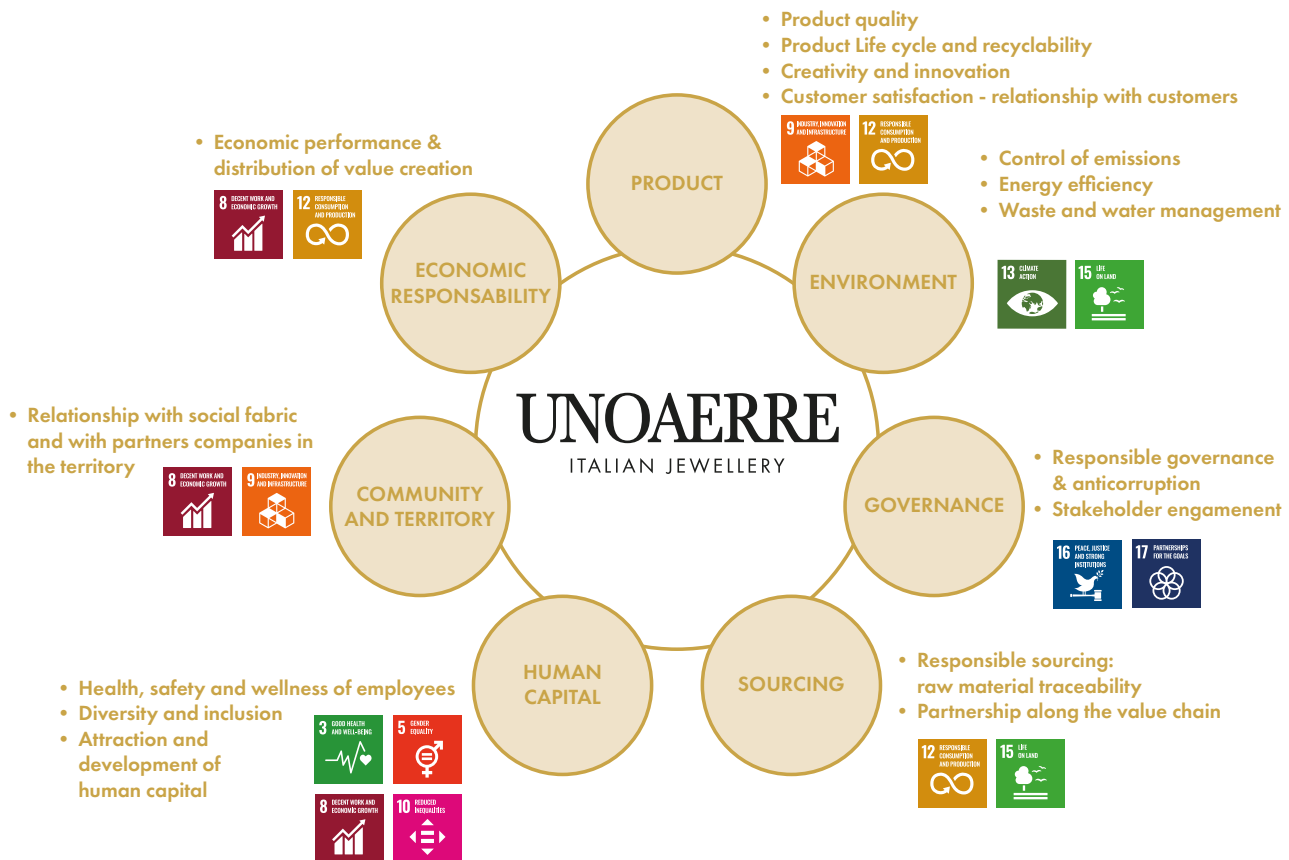 • Product quality
• Product Life cycle and recyclability
• Creativity and innovation
• Customer satisfaction - relationship with customers
9 INDUSTRY, INNOVATION
AND INFRASTRUCTURE
12 RESPONSIBLE
CONSUMPTION
AND PRODUCTION
PRODUCT
• Control of emissions
• Energy efficiency
• Waste and water management
13 CLIMATE
ACTION
15 LIFE
ON LAND
ENVIRONMENT
• Economic performance &
distribution of value creation
8 DECENT WORK AND
ECONOMIC GROWTH
12 RESPONSIBLE
CONSUMPTION
AND PRODUCTION
ECONOMIC
RESPONSABILITY
UNOAERRE
ITALIAN JEWELLERY
• Relationship with social fabric
and with partners companies in
the territory
8 DECENT WORK AND
ECONOMIC GROWTH
9 INDUSTRY, INNOVATION
AND INFRASTRUCTURE
COMMUNITY
AND TERRITORY
GOVERNANCE
• Responsible governance
& anticorruption
• Stakeholder engamenent
16 PEACE, JUSTICE
AND STRONG
INSTITUTIONS
17 PARTNERSHIPS
FOR THE GOALS
HUMAN
CAPITAL
• Health, safety and wellness of employees
• Diversity and inclusion
• Attraction and
development of
human capital
3 GOOD HEALTH
AND WELL-BEING
5 GENDER
EQUALITY
8 DECENT WORK AND
ECONOMIC GROWTH
10 REDUCED
INEQUALITIES
SOURCING
• Responsible sourcing:
raw material traceability
• Partnership along the value chain
12 RESPONSIBLE
CONSUMPTION
AND PRODUCTION
15 LIFE
ON LAND